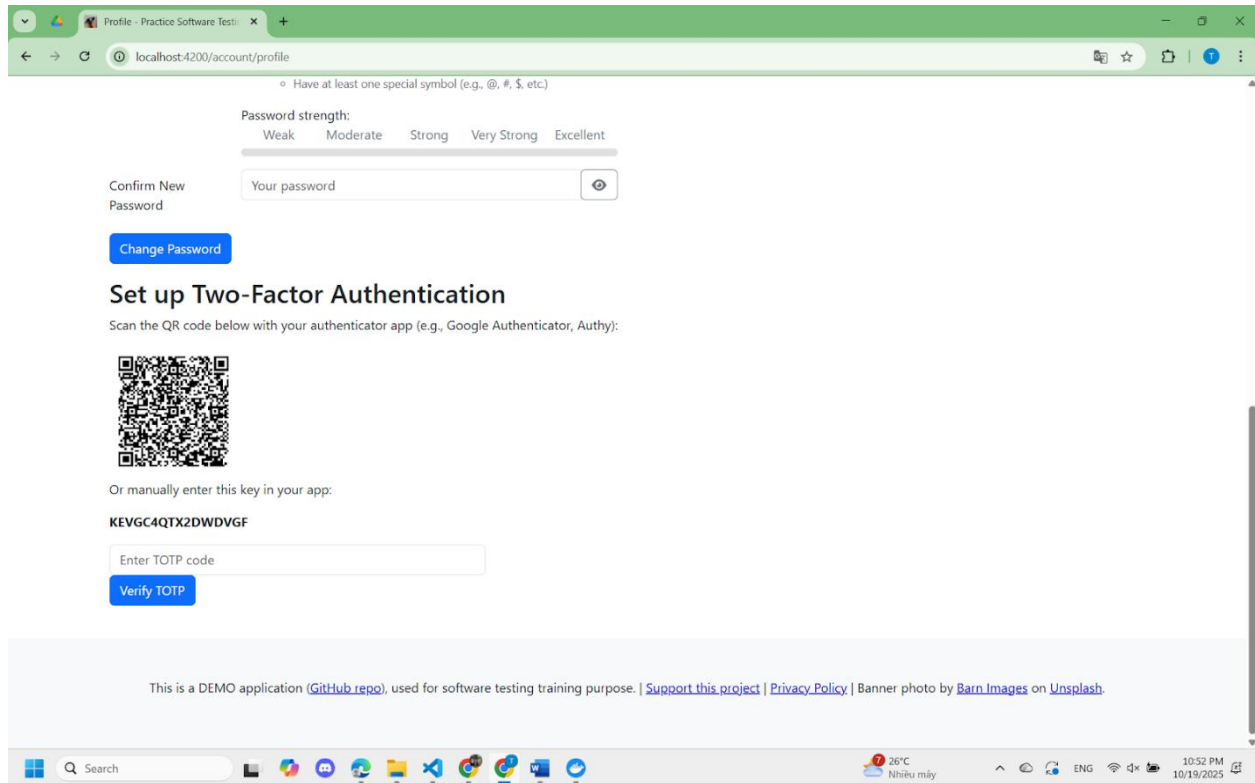 Profile - Practice Software Testi
localhost:4200/account/profile
T
Have at least one special symbol (e.g., @, #, $, etc.)
Password strength:
Weak Moderate Strong Very Strong Excellent
Confirm New Password
Your password
Change Password
Set up Two-Factor Authentication
Scan the QR code below with your authenticator app (e.g., Google Authenticator, Authy):
Or manually enter this key in your app:
KEVGC4QTX2DWDVGF
Enter TOTP code
Verify TOTP
This is a DEMO application (GitHub repo), used for software testing training purpose. | Support this project | Privacy Policy | Banner photo by Barn Images on Unsplash.
Search
26°C
Nhiều mây
ENG
10:52 PM
10/19/2025